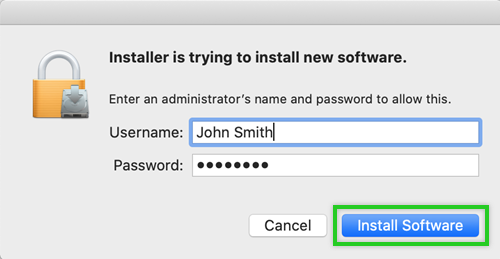 Installer is trying to install new software.
Enter an administrator's name and password to allow this.
Username: John Smith
Password: ●●●●●●●●
Cancel Install Software